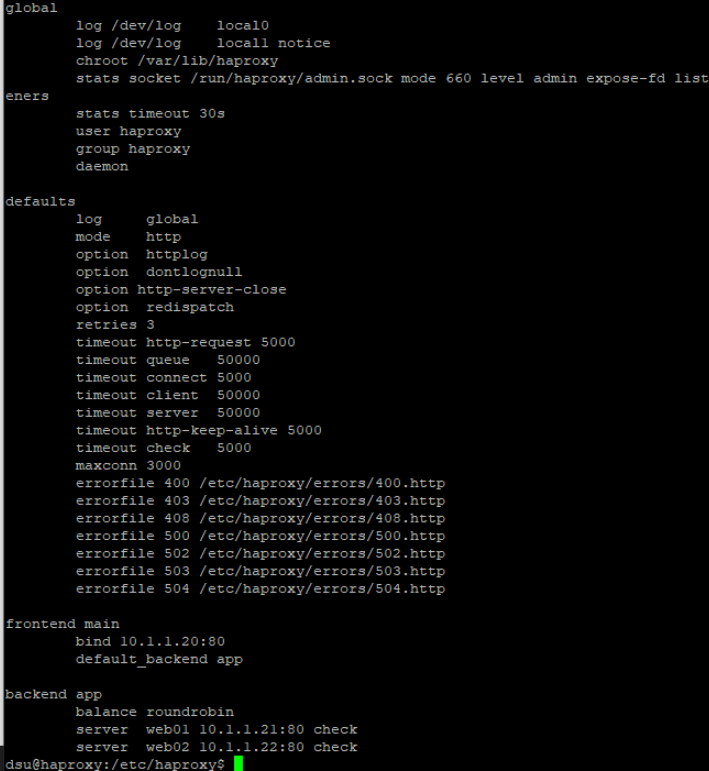 global
        log /dev/log    local0
        log /dev/log    local1 notice
        chroot /var/lib/haproxy
        stats socket /run/haproxy/admin.sock mode 660 level admin expose-fd list
eners
        stats timeout 30s
        user haproxy
        group haproxy
        daemon

defaults
        log     global
        mode    http
        option  httplog
        option  dontlognull
        option http-server-close
        option  redispatch
        retries 3
        timeout http-request 5000
        timeout queue   50000
        timeout connect 5000
        timeout client  50000
        timeout server  50000
        timeout http-keep-alive 5000
        timeout check   5000
        maxconn 3000
        errorfile 400 /etc/haproxy/errors/400.http
        errorfile 403 /etc/haproxy/errors/403.http
        errorfile 408 /etc/haproxy/errors/408.http
        errorfile 500 /etc/haproxy/errors/500.http
        errorfile 502 /etc/haproxy/errors/502.http
        errorfile 503 /etc/haproxy/errors/503.http
        errorfile 504 /etc/haproxy/errors/504.http

frontend main
        bind 10.1.1.20:80
        default_backend app

backend app
        balance roundrobin
        server  web01 10.1.1.21:80 check
        server  web02 10.1.1.22:80 check
dsu@haproxy:/etc/haproxy$